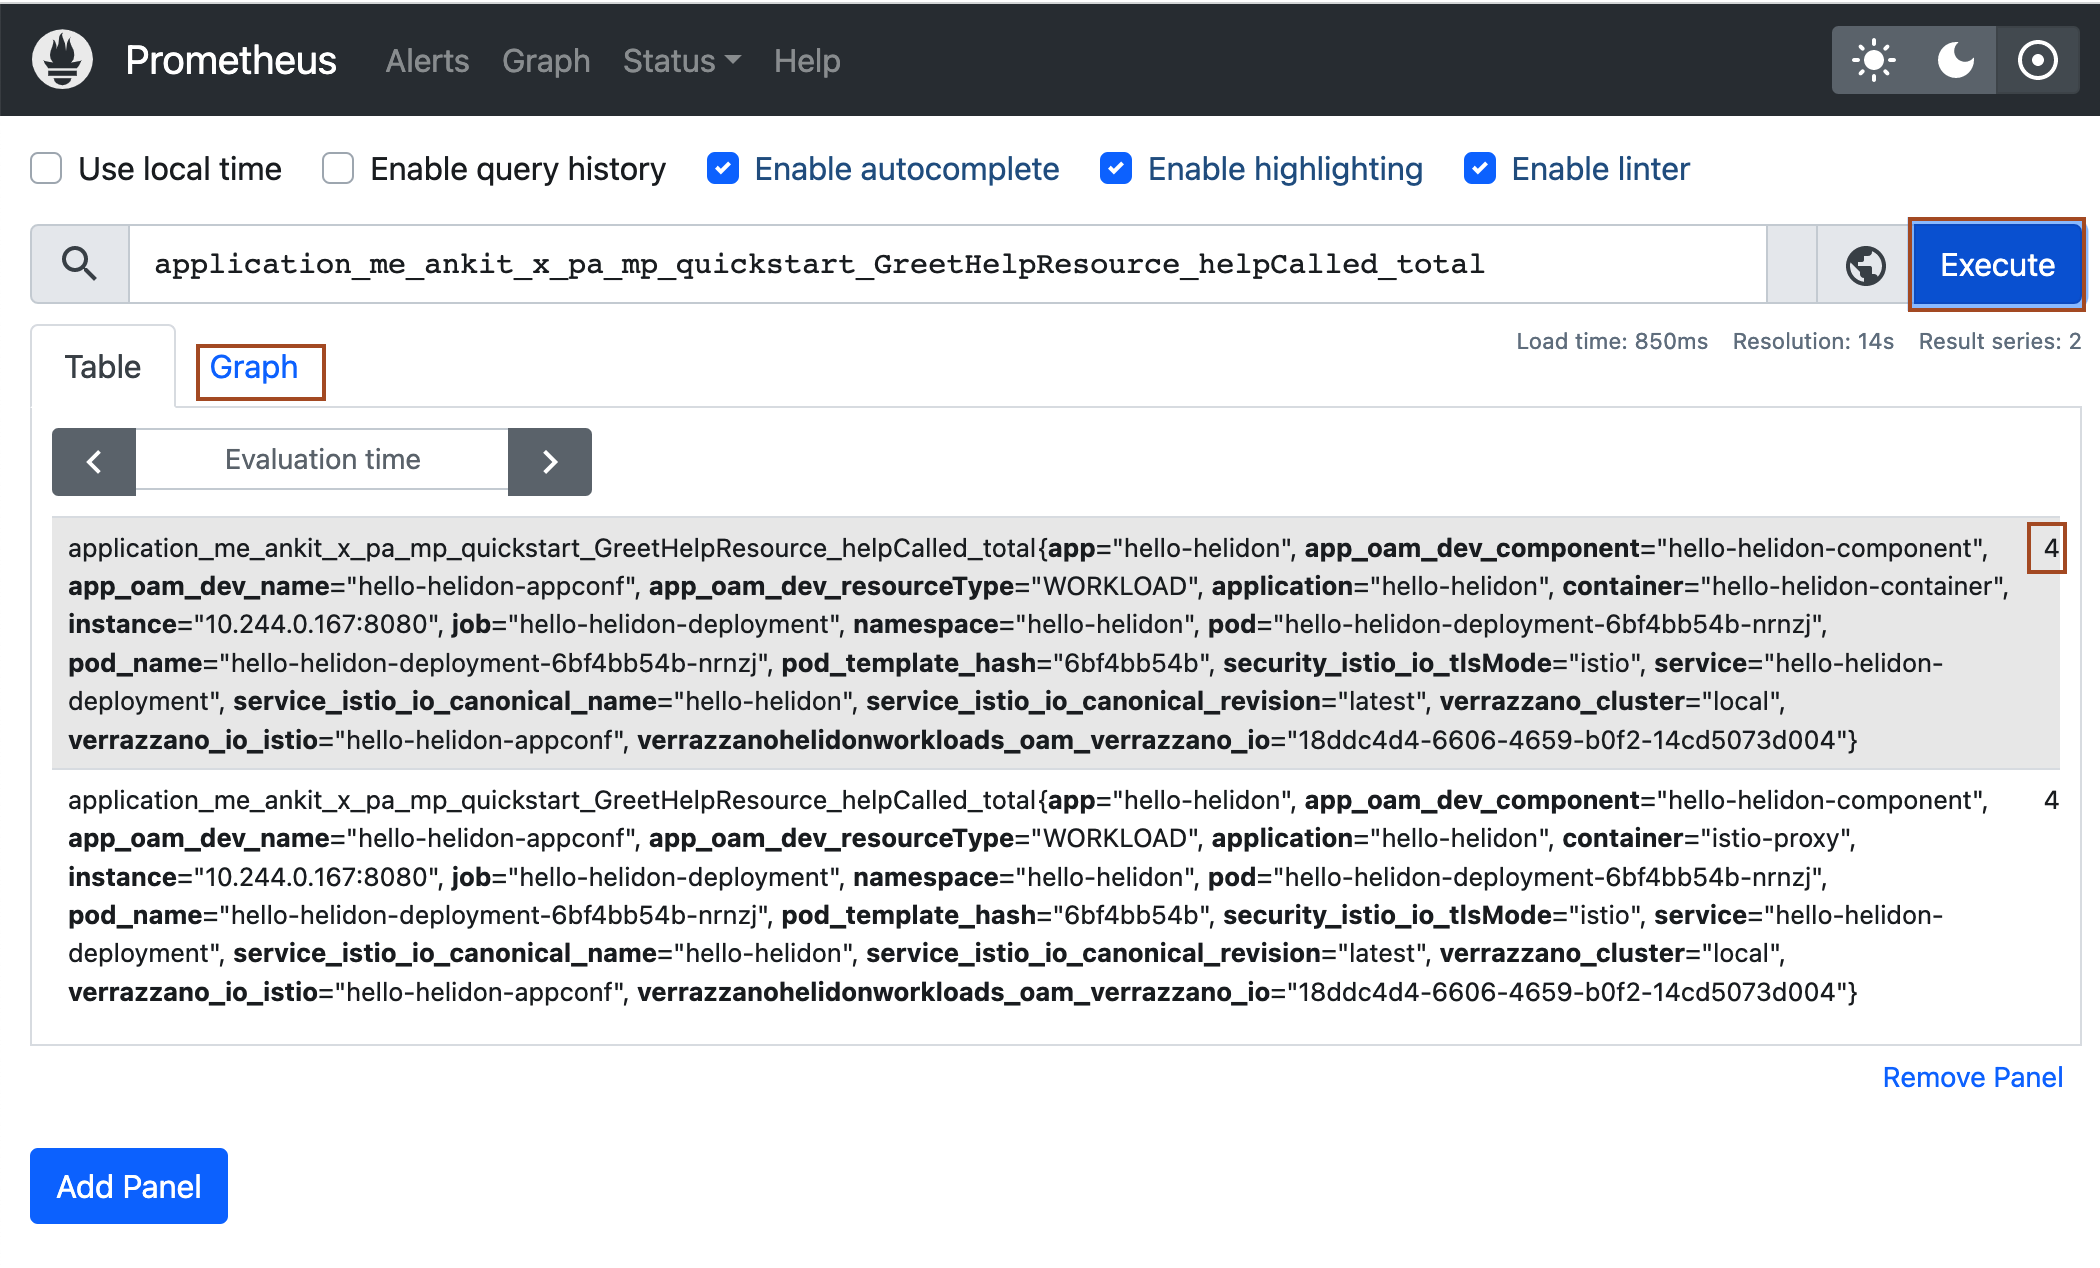 Prometheus Alerts Graph Status Help
Use local time Enable query history Enable autocomplete Enable highlighting Enable linter
application_me_ankit_x_pa_mp_quickstart_GreetHelpResource_helpCalled_total Execute
Load time: 850ms Resolution: 14s Result series: 2
Table Graph
Evaluation time
application_me_ankit_x_pa_mp_quickstart_GreetHelpResource_helpCalled_total{app="hello-helidon", app_oam_dev_component="hello-helidon-component", 4
app_oam_dev_name="hello-helidon-appconf", app_oam_dev_resourceType="WORKLOAD", application="hello-helidon", container="hello-helidon-container",
instance="10.244.0.167:8080", job="hello-helidon-deployment", namespace="hello-helidon", pod="hello-helidon-deployment-6bf4bb54b-nrnzj",
pod_name="hello-helidon-deployment-6bf4bb54b-nrnzj", pod_template_hash="6bf4bb54b", security_istio_io_tlsMode="istio", service="hello-helidon-
deployment", service_istio_io_canonical_name="hello-helidon", service_istio_io_canonical_revision="latest", verrazzano_cluster="local",
verrazzano_io_istio="hello-helidon-appconf", verrazzanohelidonworkloads_oam_verrazzano_io="18ddc4d4-6606-4659-b0f2-14cd5073d004"}
application_me_ankit_x_pa_mp_quickstart_GreetHelpResource_helpCalled_total{app="hello-helidon", app_oam_dev_component="hello-helidon-component", 4
app_oam_dev_name="hello-helidon-appconf", app_oam_dev_resourceType="WORKLOAD", application="hello-helidon", container="istio-proxy",
instance="10.244.0.167:8080", job="hello-helidon-deployment", namespace="hello-helidon", pod="hello-helidon-deployment-6bf4bb54b-nrnzj",
pod_name="hello-helidon-deployment-6bf4bb54b-nrnzj", pod_template_hash="6bf4bb54b", security_istio_io_tlsMode="istio", service="hello-helidon-
deployment", service_istio_io_canonical_name="hello-helidon", service_istio_io_canonical_revision="latest", verrazzano_cluster="local",
verrazzano_io_istio="hello-helidon-appconf", verrazzanohelidonworkloads_oam_verrazzano_io="18ddc4d4-6606-4659-b0f2-14cd5073d004"}
Remove Panel
Add Panel